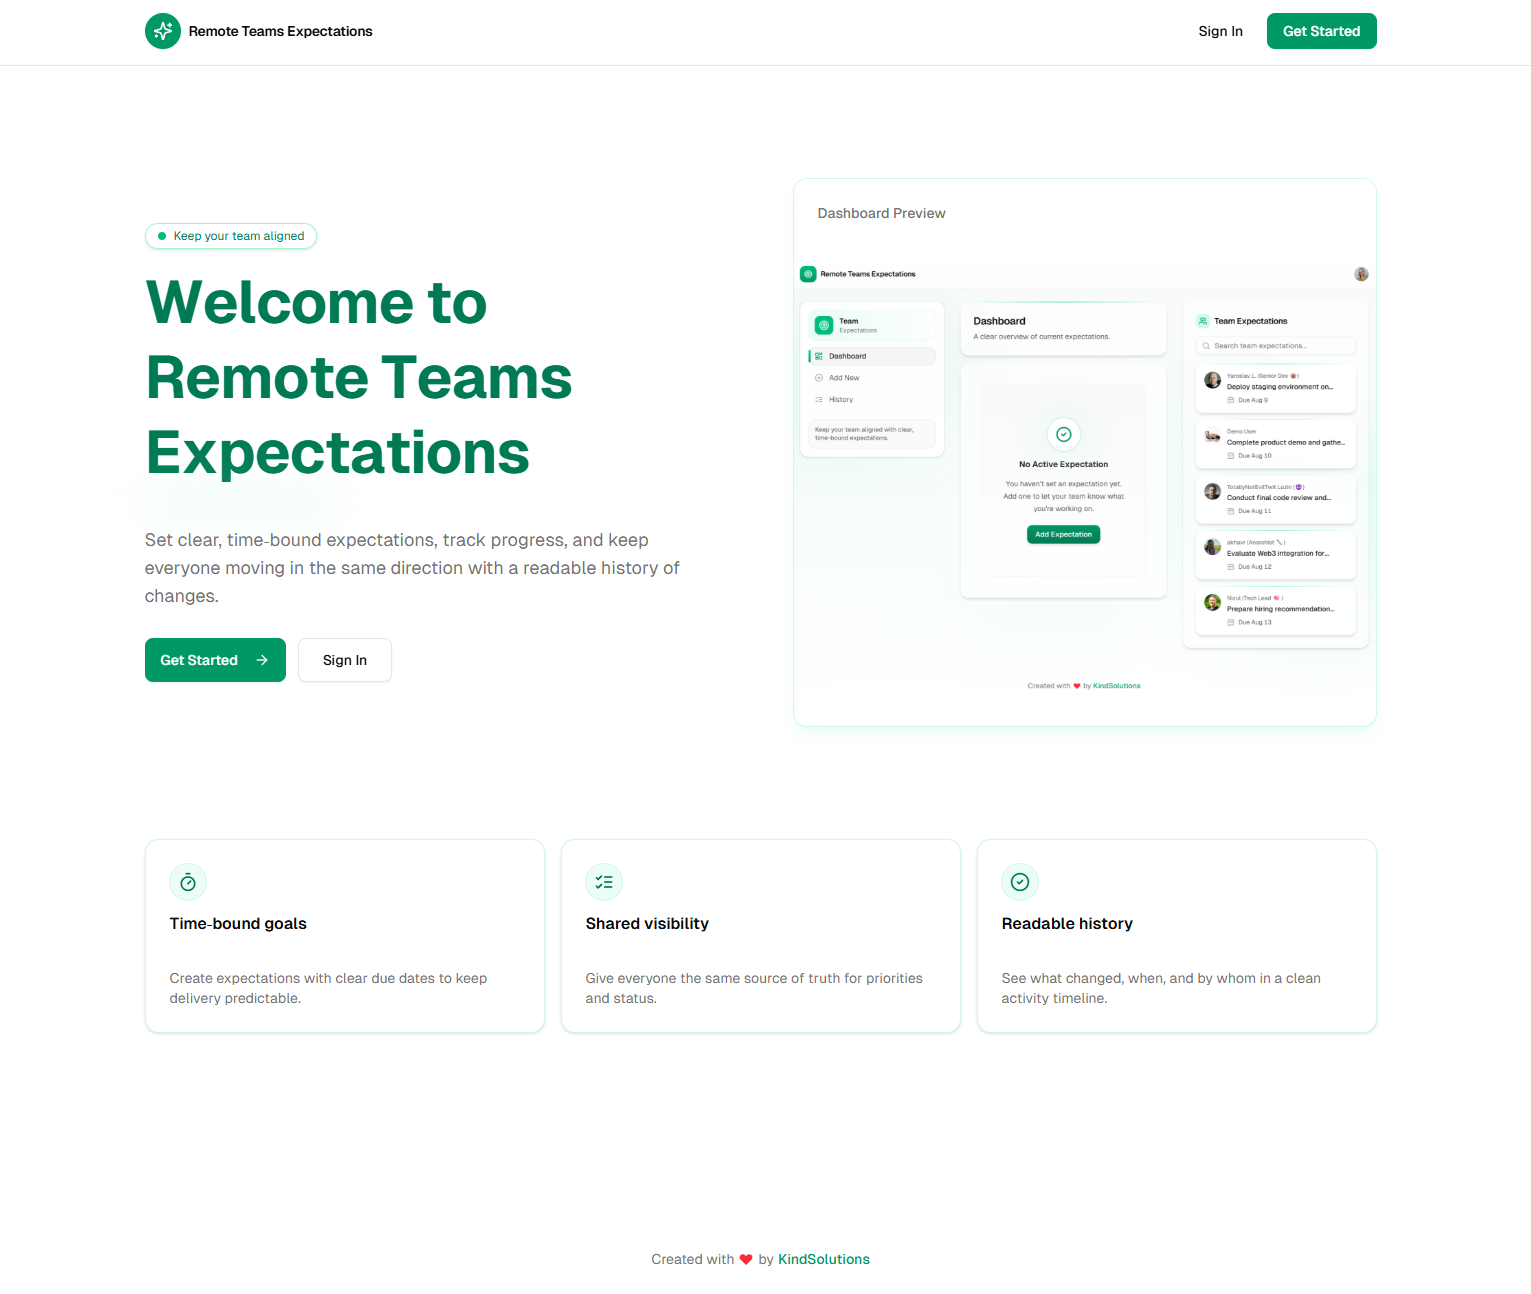 Remote Teams Expectations
Sign In
Get Started
Keep your team aligned
Welcome to
Remote Teams
Expectations
Set clear, time-bound expectations, track progress, and keep
everyone moving in the same direction with a readable history of
changes.
Get Started
Sign In
Dashboard Preview
Remote Teams Expectations
Team
Expectations
Dashboard
Add New
History
Keep your team aligned with clear,
time-bound expectations.
Dashboard
A clear overview of current expectations.
No Active Expectation
You haven't set an expectation yet.
Add one to let your team know what
you're working on.
Add Expectation
Team Expectations
Search team expectations...
Yaroslav L. (Senior Dev )
Deploy staging environment on...
Due Aug 9
Demo User
Complete product demo and gathe...
Due Aug 10
TotallyNotEvilTwit Luzin ( )
Conduct final code review and...
Due Aug 11
akhavr (Anarchist )
Evaluate Web3 integration for...
Due Aug 12
Nizul (Tech Lead )
Prepare hiring recommendation...
Due Aug 13
Created with ❤ by KindSolutions
Time-bound goals
Create expectations with clear due dates to keep
delivery predictable.
Shared visibility
Give everyone the same source of truth for priorities
and status.
Readable history
See what changed, when, and by whom in a clean
activity timeline.
Created with ❤ by KindSolutions